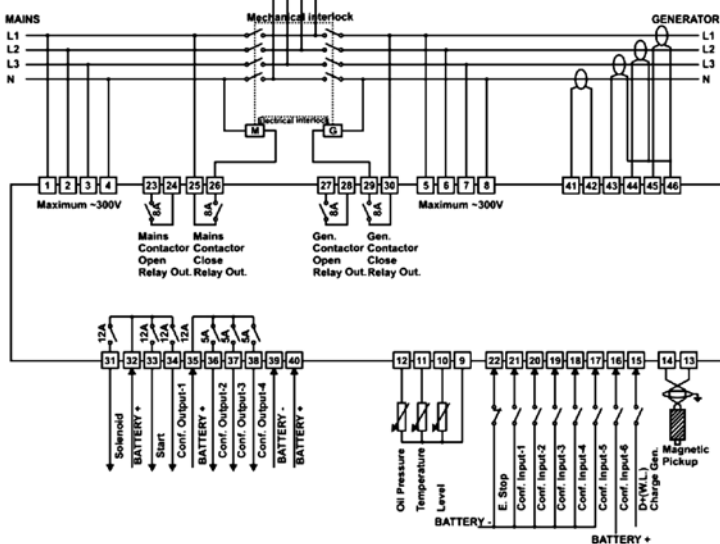 MAINS
Mechanical interlock
GENERATOR
L1
L1
L2
L2
L3
L3
N
N
Electrical interlock
M
G
1 2 3 4 23 24 25 26 27 28 29 30 5 6 7 8 41 42 43 44 45 46
Maximum ~300V
8A
8A
8A
8A
Maximum ~300V
Mains
Contactor
Open
Relay Out.
Mains
Contactor
Close
Relay Out.
Gen.
Contactor
Open
Relay Out.
Gen.
Contactor
Close
Relay Out.
12A
12A
12A
5A
5A
5A
31 32 33 34 35 36 37 38 39 40 12 11 10 9 22 21 20 19 18 17 16 15 14 13
Solenoid
BATTERY +
Start
Conf. Output-1
BATTERY +
Conf. Output-2
Conf. Output-3
Conf. Output-4
BATTERY -
BATTERY +
Oil Pressure
Temperature
Level
E. Stop
Conf. Input-1
Conf. Input-2
Conf. Input-3
Conf. Input-4
Conf. Input-5
Conf. Input-6
D+(W.L.)
Charge Gen.
Magnetic
Pickup
BATTERY -
BATTERY +